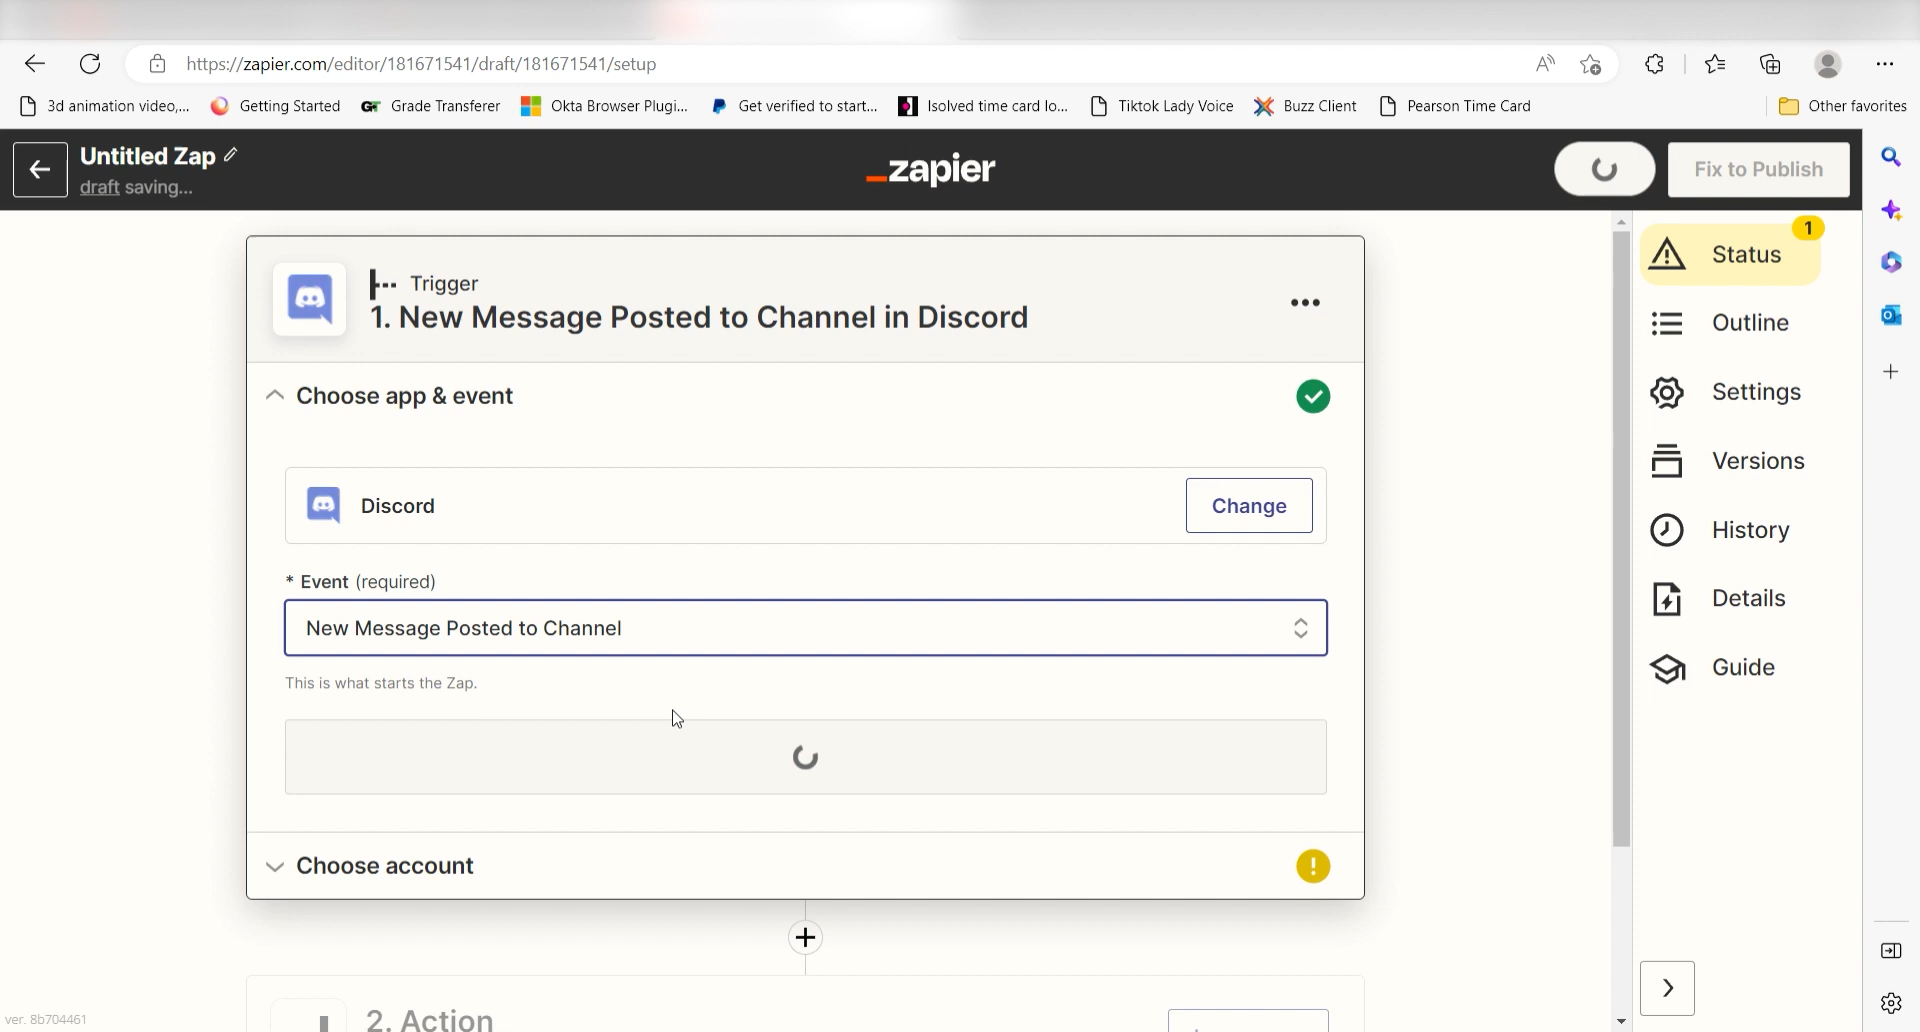 https://zapier.com/editor/181671541/draft/181671541/setup
3d animation video,...
Getting Started
GT
Grade Transferer
Okta Browser Plugi...
Get verified to start...
Isolved time card lo...
Tiktok Lady Voice
Buzz Client
Pearson Time Card
Other favorites
Untitled Zap
draft saving...
zapier
Fix to Publish
Trigger
1. New Message Posted to Channel in Discord
Choose app & event
Discord
Change
* Event (required)
New Message Posted to Channel
This is what starts the Zap.
Choose account
2. Action
1
Status
Outline
Settings
Versions
History
Details
Guide
ver. 8b704461